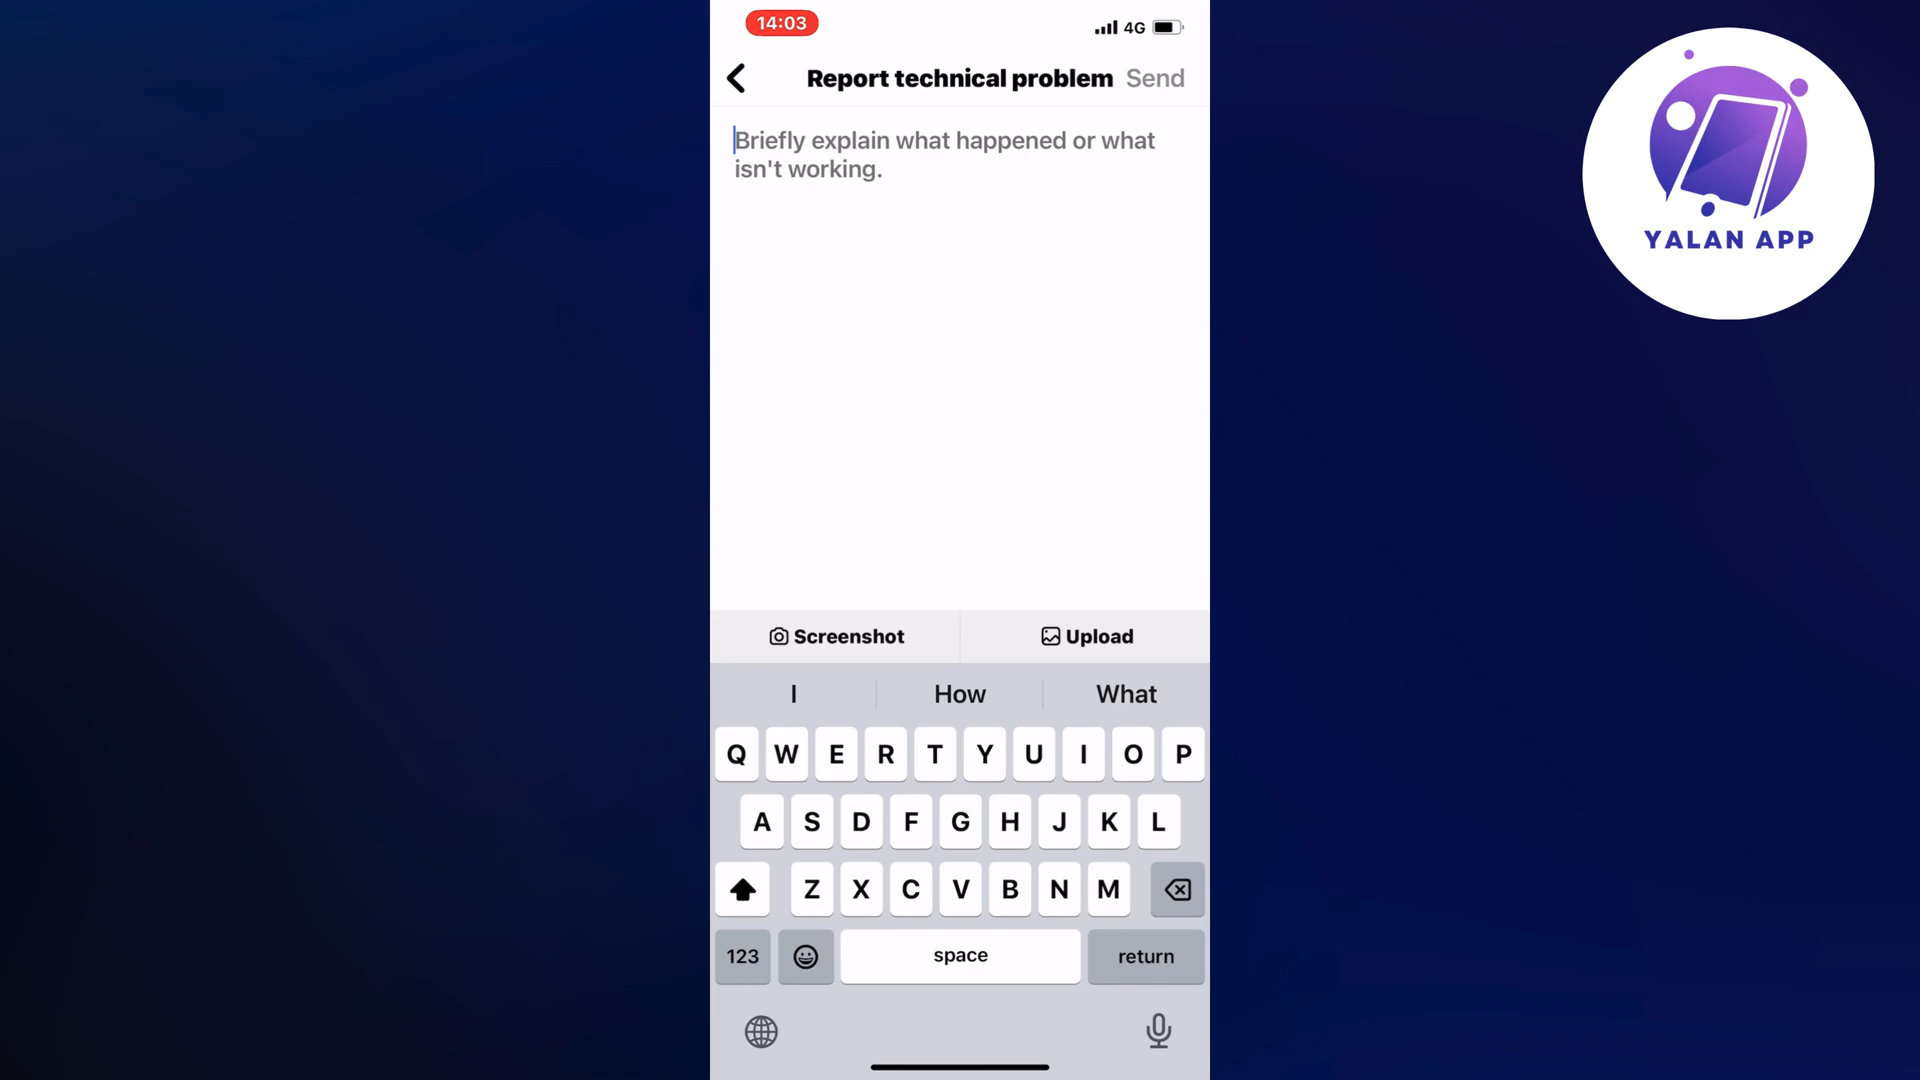 14:03
4G
Report technical problem
Send
Briefly explain what happened or what
isn't working.
Screenshot
Upload
I
How
What
Q W E R T Y U I O P
A S D F G H J K L
Z X C V B N M
123
space
return
YALAN APP